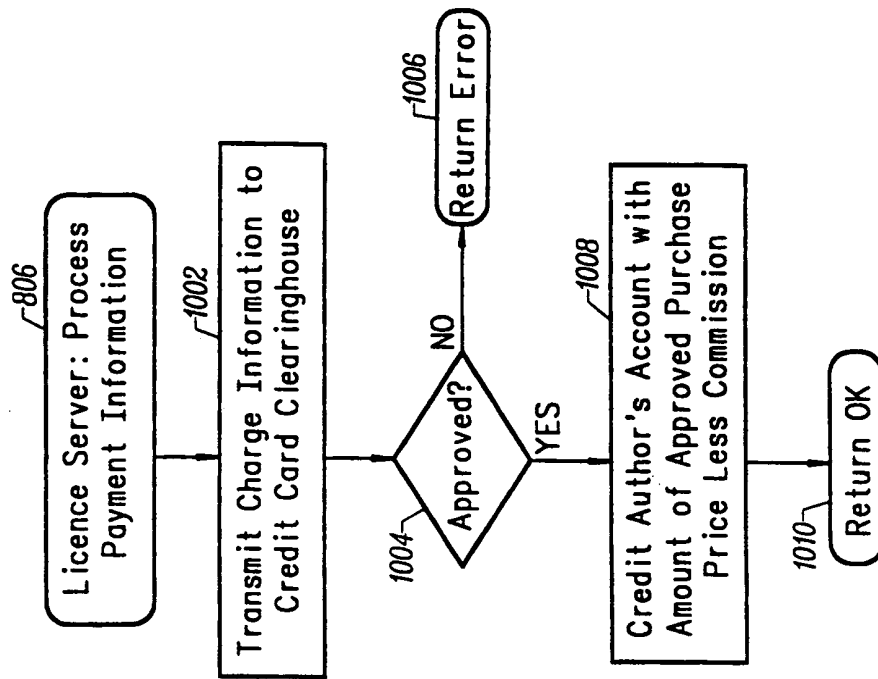 806
Licence Server: Process
Payment Information
1002
Transmit Charge Information to
Credit Card Clearinghouse
1004
Approved?
NO
1006
Return Error
YES
1008
Credit Author's Account with
Amount of Approved Purchase
Price Less Commission
1010
Return OK